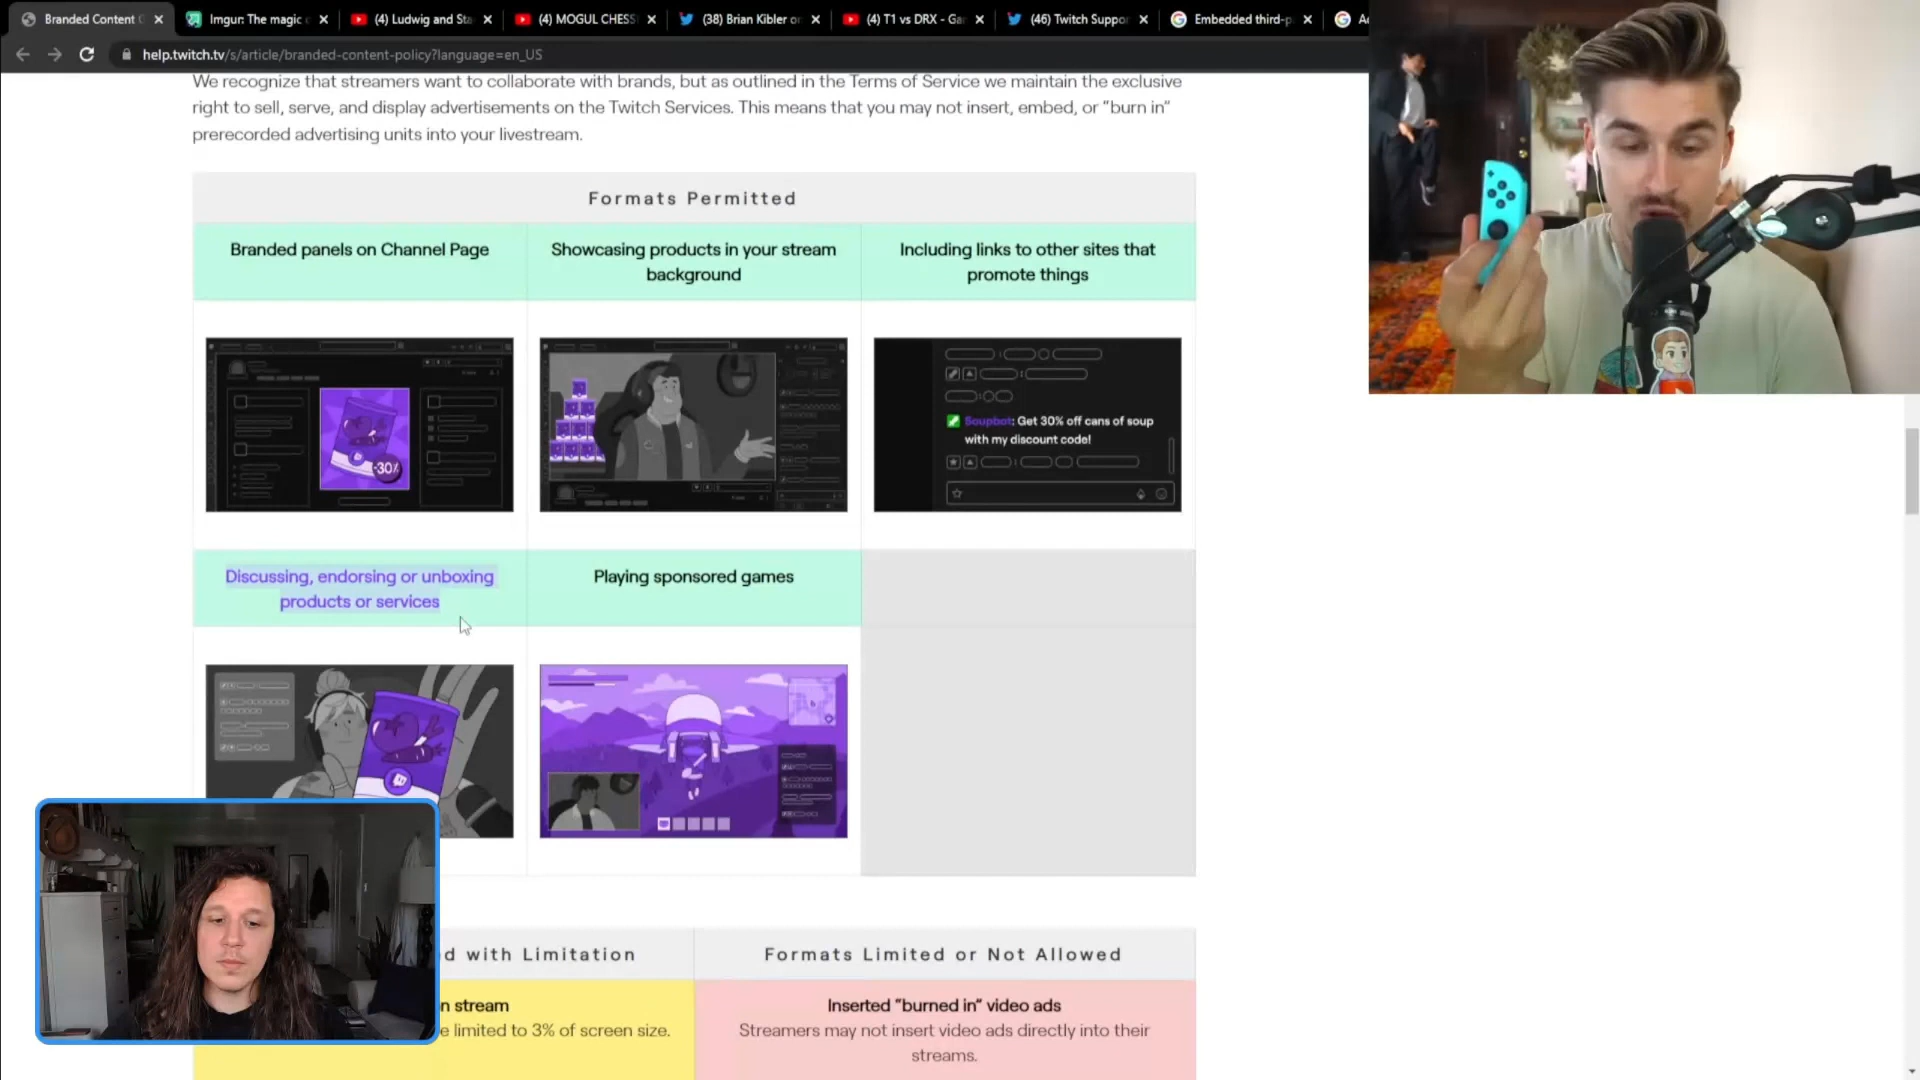 Branded Content
Imgur: The magic
(4) Ludwig and Sta
(4) MOGUL CHESS
(38) Brian Kibler o
(4) T1 vs DRX - Ga
(46) Twitch Suppo
Embedded third-p
help.twitch.tv/s/article/branded-content-policy?language=en_US
We recognize that streamers want to collaborate with brands, but as outlined in the Terms of Service we maintain the exclusive
right to sell, serve, and display advertisements on the Twitch Services. This means that you may not insert, embed, or “burn in”
prerecorded advertising units into your livestream.
Formats Permitted
Branded panels on Channel Page
Showcasing products in your stream
background
Including links to other sites that
promote things
-30%
Soupbot: Get 30% off cans of soup
with my discount code!
Discussing, endorsing or unboxing
products or services
Playing sponsored games
d with Limitation
Formats Limited or Not Allowed
n stream
e limited to 3% of screen size.
Inserted “burned in” video ads
Streamers may not insert video ads directly into their
streams.